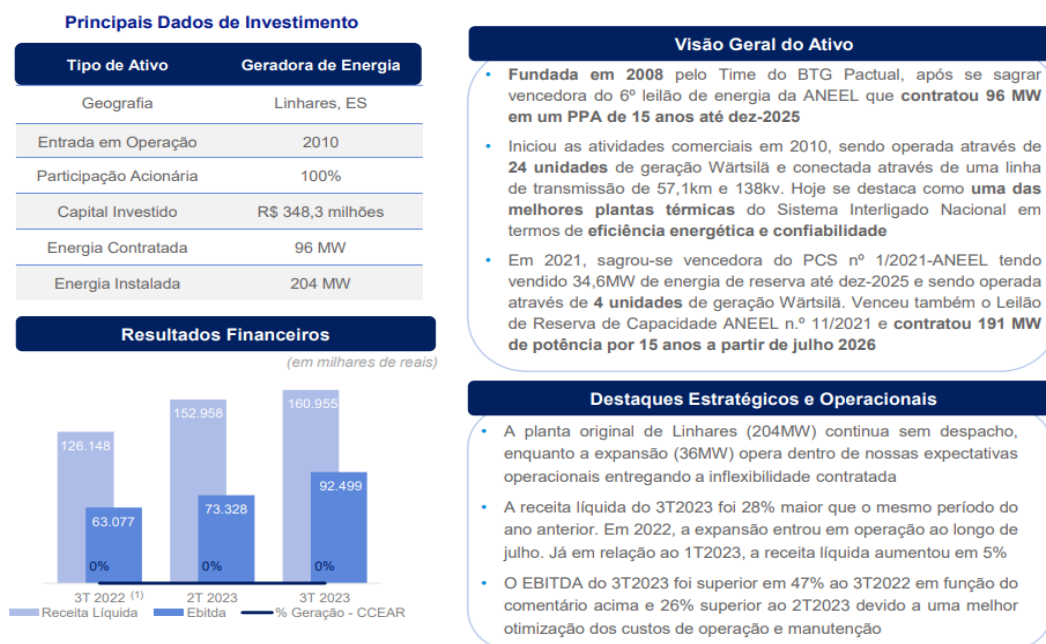 Principais Dados de Investimento
Tipo de Ativo Geradora de Energia
Geografia Linhares, ES
Entrada em Operação 2010
Participação Acionária 100%
Capital Investido R$ 348,3 milhões
Energia Contratada 96 MW
Energia Instalada 204 MW
Resultados Financeiros
(em milhares de reais)
126.148
63.077
0%
152.958
73.328
0%
160.955
92.499
0%
3T 2022 (1) 2T 2023 3T 2023
Receita Líquida Ebitda % Geração - CCEAR
Visão Geral do Ativo
• Fundada em 2008 pelo Time do BTG Pactual, após se sagrar
vencedora do 6º leilão de energia da ANEEL que contratou 96 MW
em um PPA de 15 anos até dez-2025
• Iniciou as atividades comerciais em 2010, sendo operada através de
24 unidades de geração Wärtsilä e conectada através de uma linha
de transmissão de 57,1km e 138kv. Hoje se destaca como uma das
melhores plantas térmicas do Sistema Interligado Nacional em
termos de eficiência energética e confiabilidade
• Em 2021, sagrou-se vencedora do PCS nº 1/2021-ANEEL tendo
vendido 34,6MW de energia de reserva até dez-2025 e sendo operada
através de 4 unidades de geração Wärtsilä. Venceu também o Leilão
de Reserva de Capacidade ANEEL n.º 11/2021 e contratou 191 MW
de potência por 15 anos a partir de julho 2026
Destaques Estratégicos e Operacionais
• A planta original de Linhares (204MW) continua sem despacho,
enquanto a expansão (36MW) opera dentro de nossas expectativas
operacionais entregando a inflexibilidade contratada
• A receita líquida do 3T2023 foi 28% maior que o mesmo período do
ano anterior. Em 2022, a expansão entrou em operação ao longo de
julho. Já em relação ao 1T2023, a receita líquida aumentou em 5%
• O EBITDA do 3T2023 foi superior em 47% ao 3T2022 em função do
comentário acima e 26% superior ao 2T2023 devido a uma melhor
otimização dos custos de operação e manutenção